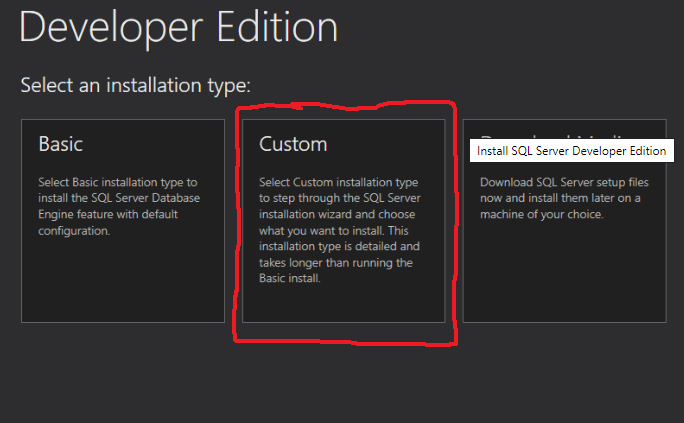 Developer Edition
Select an installation type:
Basic
Select Basic installation type to
install the SQL Server Database
Engine feature with default
configuration.
Custom
Select Custom installation type
to step through the SQL Server
installation wizard and choose
what you want to install. This
installation type is detailed and
takes longer than running the
Basic install.
Install SQL Server Developer Edition
Download SQL Server setup files
now and install them later on a
machine of your choice.